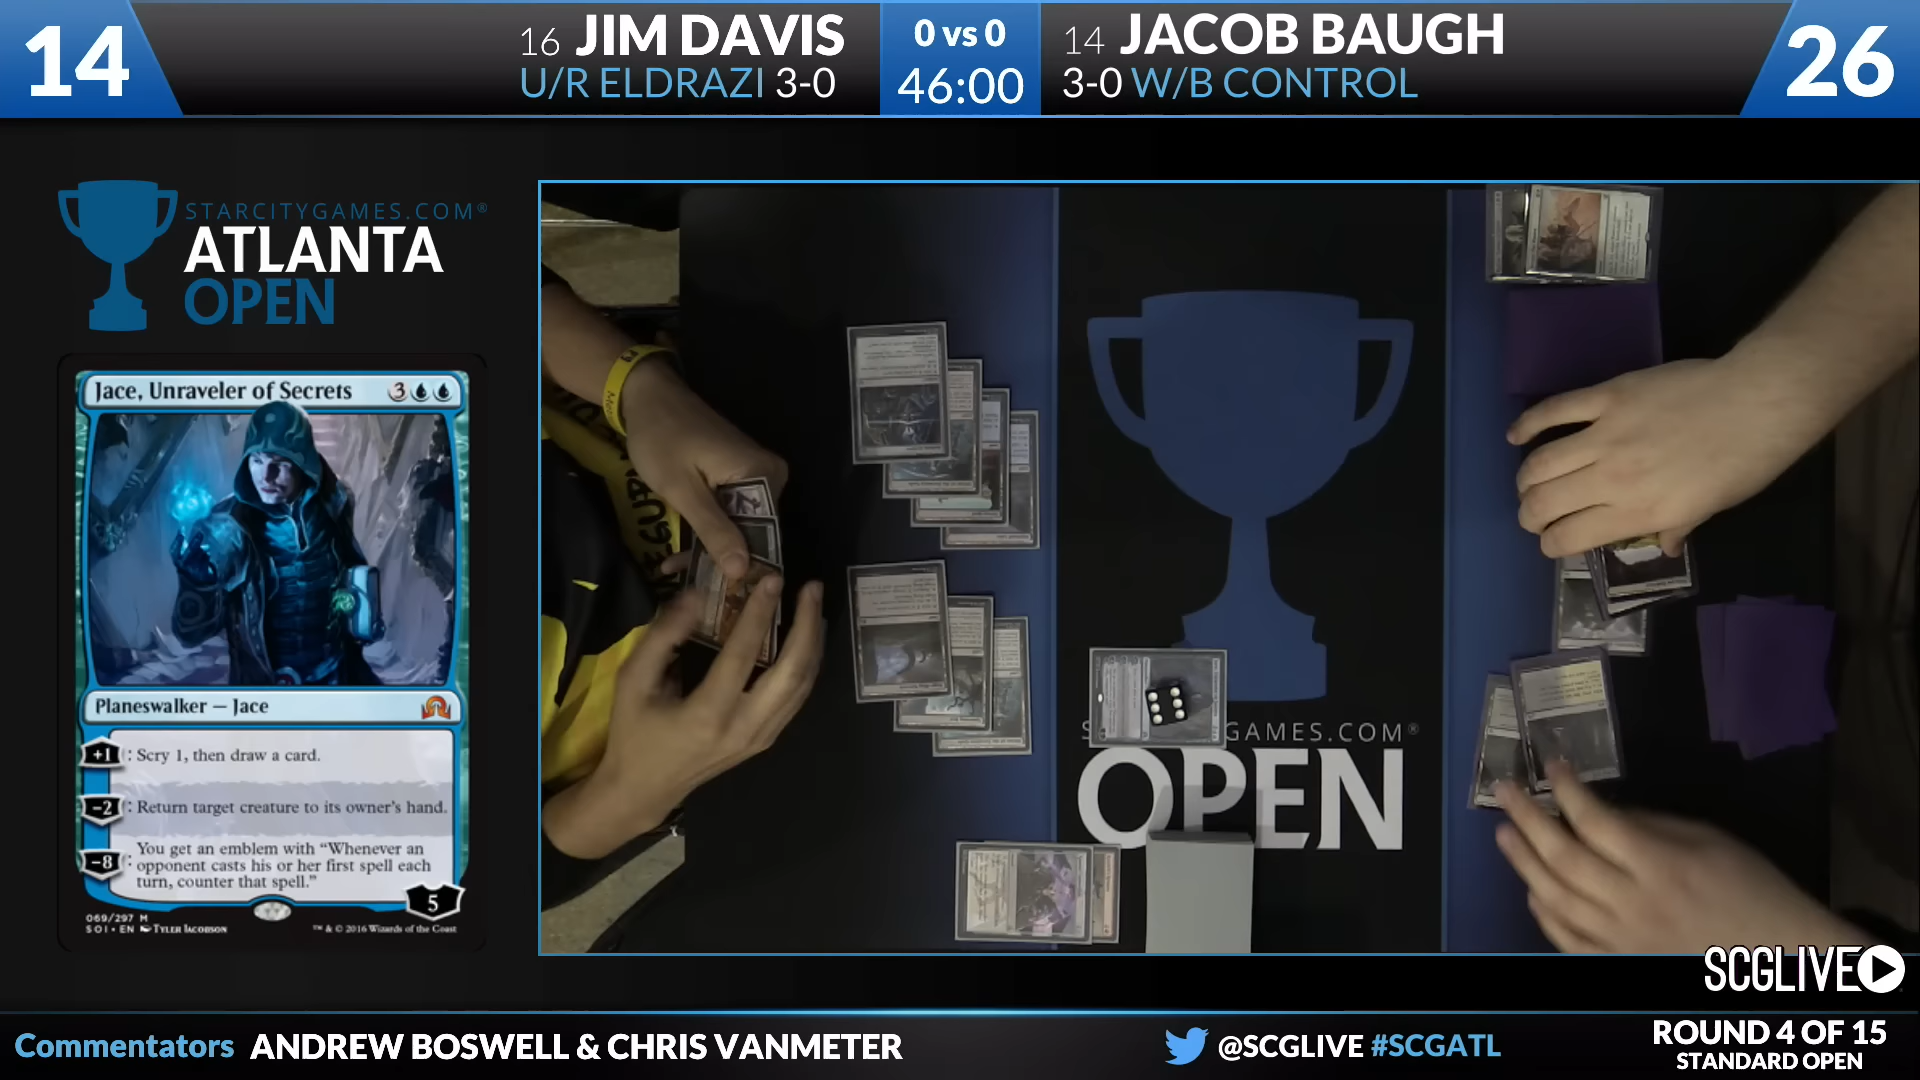 14
16 JIM DAVIS
U/R ELDRAZI 3-0
0 vs 0
46:00
14 JACOB BAUGH
3-0 W/B CONTROL
26
STARCITYGAMES.COM®
ATLANTA
OPEN
Jace, Unraveler of Secrets 3
Planeswalker — Jace
+1: Scry 1, then draw a card.
-2: Return target creature to its owner's hand.
You get an emblem with "Whenever an
-8: opponent casts his or her first spell each
turn, counter that spell."
5
069/297 M
SOI • EN Tyler Jacobson
™ & © 2016 Wizards of the Coast
GAMES.COM®
OPEN
SCGLIVE
Commentators ANDREW BOSWELL & CHRIS VANMETER
@SCGLIVE #SCGATL
ROUND 4 OF 15
STANDARD OPEN